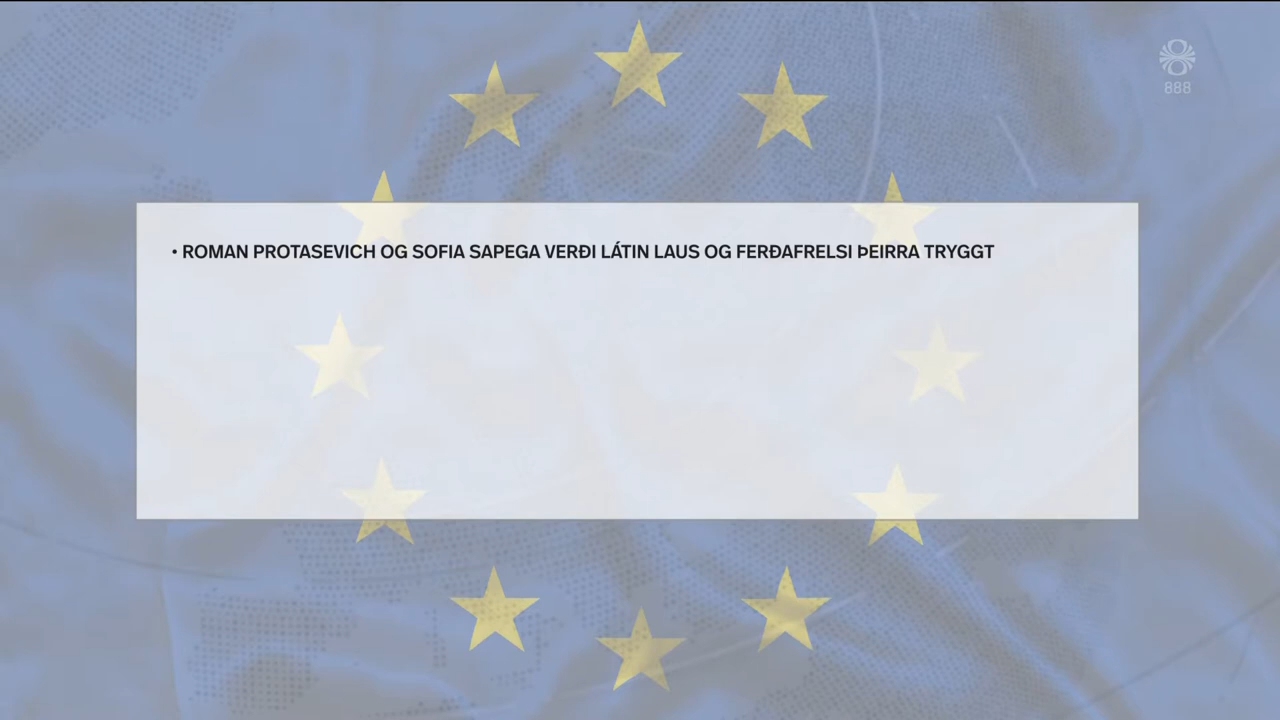 888
• ROMAN PROTASEVICH OG SOFIA SAPEGA VERÐI LÁTIN LAUS OG FERÐAFRELSI ÞEIRRA TRYGGT